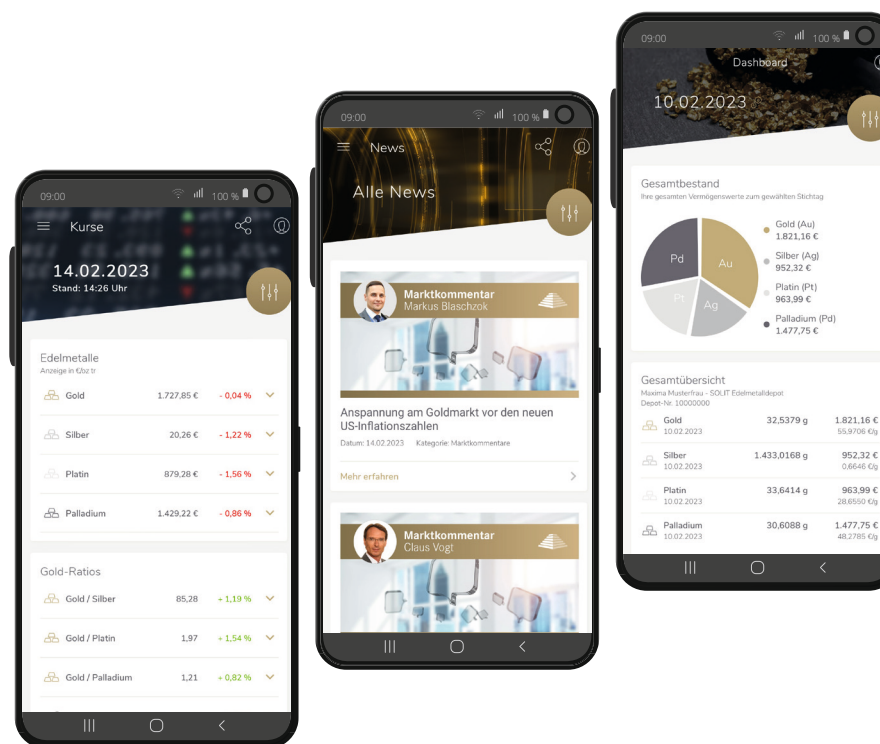 09:00
100 %
Kurse
14.02.2023
Stand: 14:26 Uhr
Edelmetalle
Anzeige in €/oz tr
Gold 1.727,85 € - 0,04 %
Silber 20,26 € - 1,22 %
Platin 879,28 € - 1,56 %
Palladium 1.429,22 € - 0,86 %
Gold-Ratios
Gold / Silber 85,28 + 1,19 %
Gold / Platin 1,97 + 1,54 %
Gold / Palladium 1,21 + 0,82 %
09:00
100 %
News
Alle News
Marktkommentar
Markus Blaschzok
Anspannung am Goldmarkt vor den neuen
US-Inflationszahlen
Datum: 14.02.2023 Kategorie: Marktkommentare
Mehr erfahren
Marktkommentar
Claus Vogt
09:00
100 %
Dashboard
10.02.2023
Gesamtbestand
Ihre gesamten Vermögenswerte zum gewählten Stichtag
Pd
Au
Pt
Ag
Gold (Au)
1.821,16 €
Silber (Ag)
952,32 €
Platin (Pt)
963,99 €
Palladium (Pd)
1.477,75 €
Gesamtübersicht
Maxima Musterfrau - SOLIT Edelmetalldepot
Depot-Nr. 10000000
Gold 32,5379 g 1.821,16 €
10.02.2023 55,9706 €/g
Silber 1.433,0168 g 952,32 €
10.02.2023 0,6646 €/g
Platin 33,6414 g 963,99 €
10.02.2023 28,6550 €/g
Palladium 30,6088 g 1.477,75 €
10.02.2023 48,2785 €/g